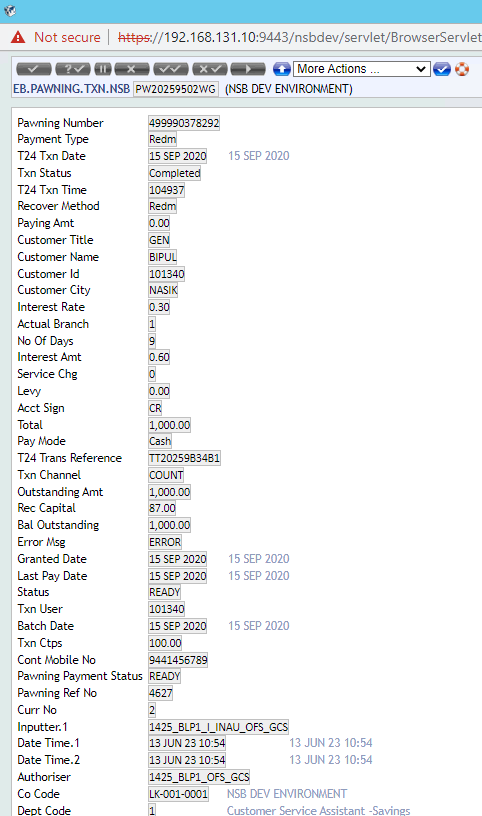 Not secure | https://192.168.131.10:9443/nsbdev/servlet/BrowserServlet
More Actions ...
EB.PAWNING.TXN.NSB PW20259502WG (NSB DEV ENVIRONMENT)
Pawning Number 499990378292
Payment Type Redm
T24 Txn Date 15 SEP 2020 15 SEP 2020
Txn Status Completed
T24 Txn Time 104937
Recover Method Redm
Paying Amt 0.00
Customer Title GEN
Customer Name BIPUL
Customer Id 101340
Customer City NASIK
Interest Rate 0.30
Actual Branch 1
No Of Days 9
Interest Amt 0.60
Service Chg 0
Levy 0.00
Acct Sign CR
Total 1,000.00
Pay Mode Cash
T24 Trans Reference TT20259B34B1
Txn Channel COUNT
Outstanding Amt 1,000.00
Rec Capital 87.00
Bal Outstanding 1,000.00
Error Msg ERROR
Granted Date 15 SEP 2020 15 SEP 2020
Last Pay Date 15 SEP 2020 15 SEP 2020
Status READY
Txn User 101340
Batch Date 15 SEP 2020 15 SEP 2020
Txn Ctps 100.00
Cont Mobile No 9441456789
Pawning Payment Status READY
Pawning Ref No 4627
Curr No 2
Inputter.1 1425_BLP1_I_INAU_OFS_GCS
Date Time.1 13 JUN 23 10:54 13 JUN 23 10:54
Date Time.2 13 JUN 23 10:54 13 JUN 23 10:54
Authoriser 1425_BLP1_OFS_GCS
Co Code LK-001-0001 NSB DEV ENVIRONMENT
Dept Code 1 Customer Service Assistant -Savings